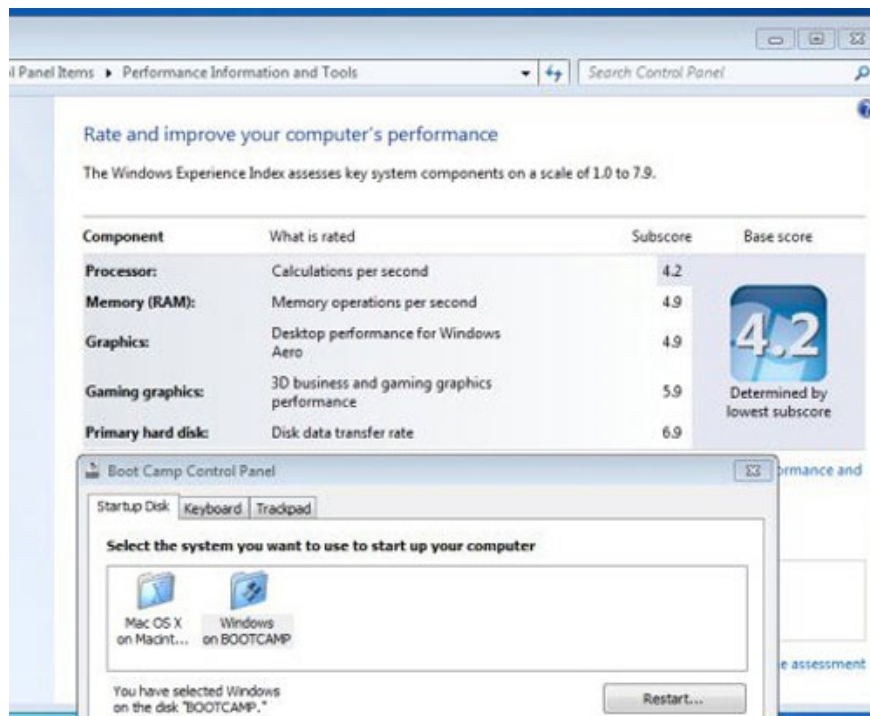 l Panel Items ▸ Performance Information and Tools
Search Control Panel
Rate and improve your computer's performance
The Windows Experience Index assesses key system components on a scale of 1.0 to 7.9.
Component What is rated Subscore Base score
Processor: Calculations per second 4.2
Memory (RAM): Memory operations per second 4.9
Graphics: Desktop performance for Windows
Aero 4.9
Gaming graphics: 3D business and gaming graphics
performance 5.9
Primary hard disk: Disk data transfer rate 6.9
4.2
Determined by
lowest subscore
Boot Camp Control Panel
ormance and
Startup Disk Keyboard Trackpad
Select the system you want to use to start up your computer
Mac OS X
on Macint...
Windows
on BOOTCAMP
e assessment
You have selected Windows
on the disk "BOOTCAMP."
Restart...